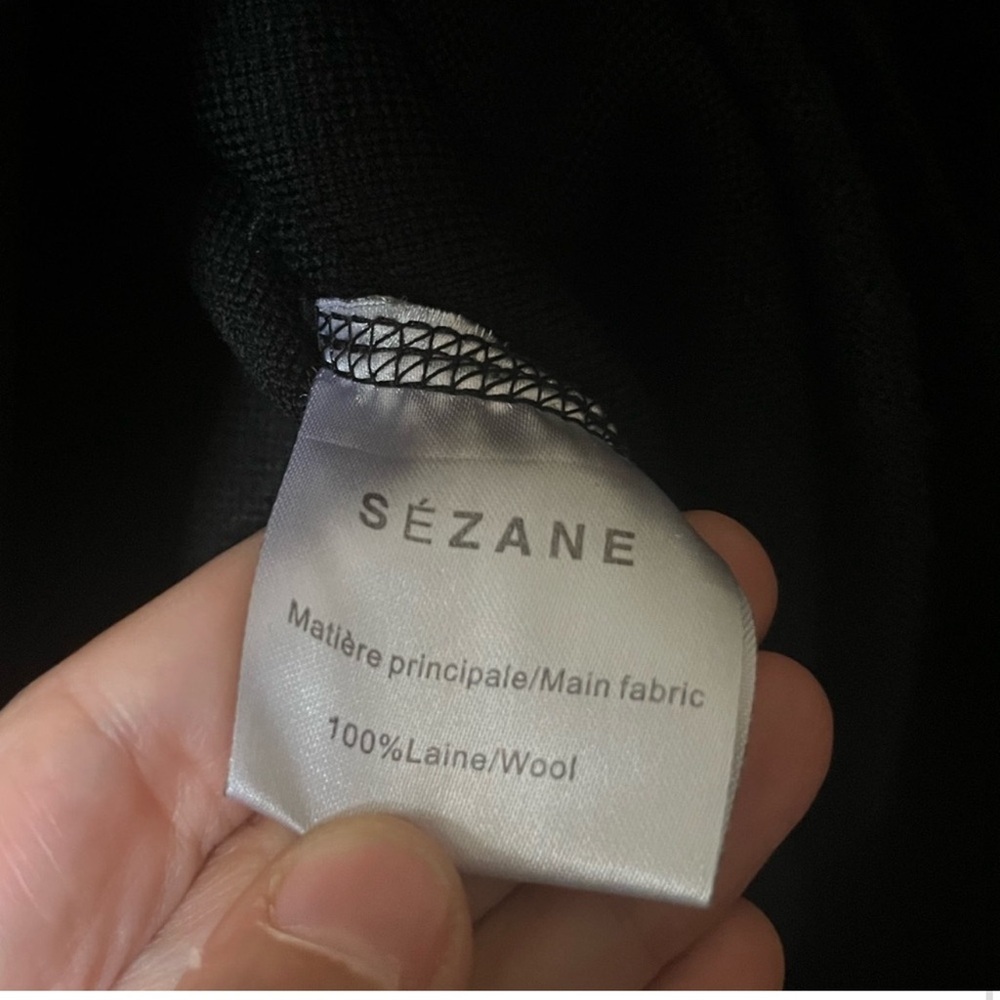 SÉZANE
Matière principale/Main fabric
100%Laine/Wool